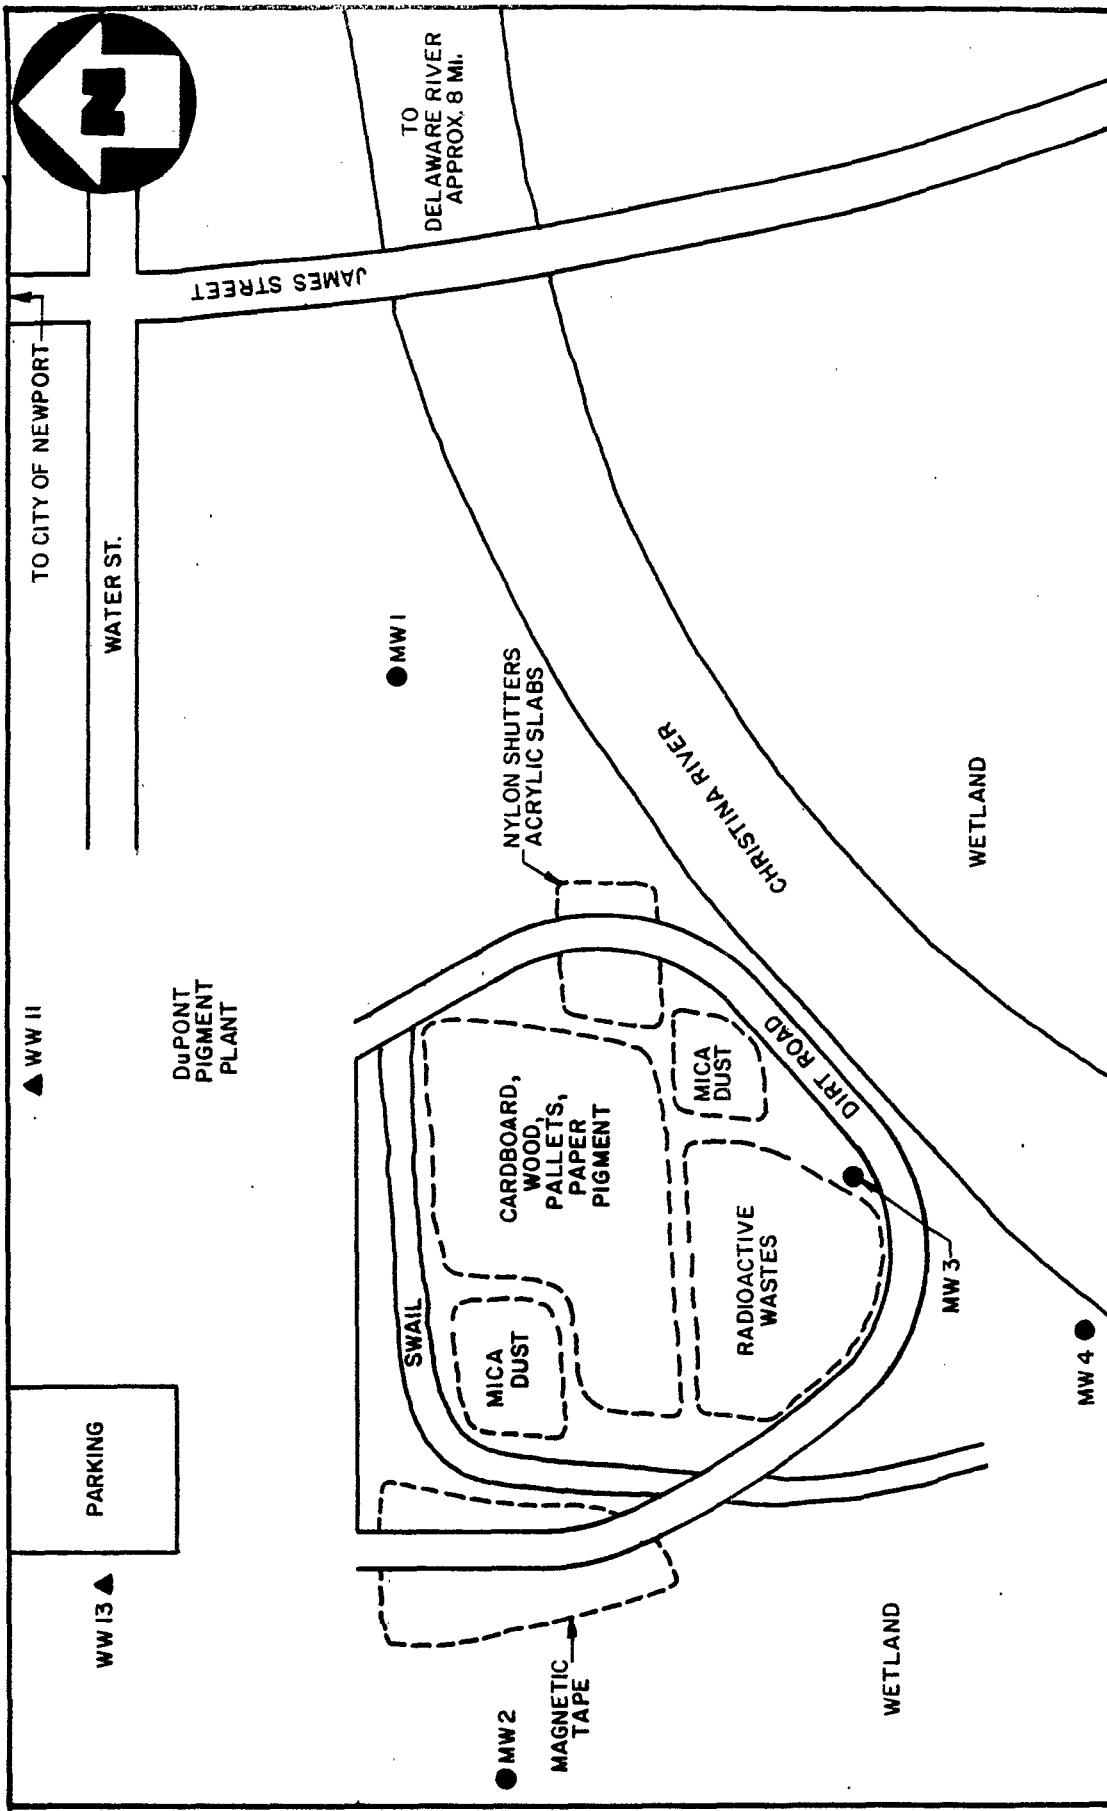 N
TO CITY OF NEWPORT
WATER ST.
JAMES STREET
TO
DELAWARE RIVER
APPROX. 8 MI.
WW 11
DuPONT
PIGMENT
PLANT
MW 1
NYLON SHUTTERS
ACRYLIC SLABS
CHRISTINA RIVER
WETLAND
PARKING
WW 13
SWAIL
CARDBOARD,
WOOD,
PALLETS,
PAPER
PIGMENT
MICA
DUST
DIRT ROAD
MICA
DUST
RADIOACTIVE
WASTES
MW 3
MW 4
MW 2
MAGNETIC
TAPE
WETLAND